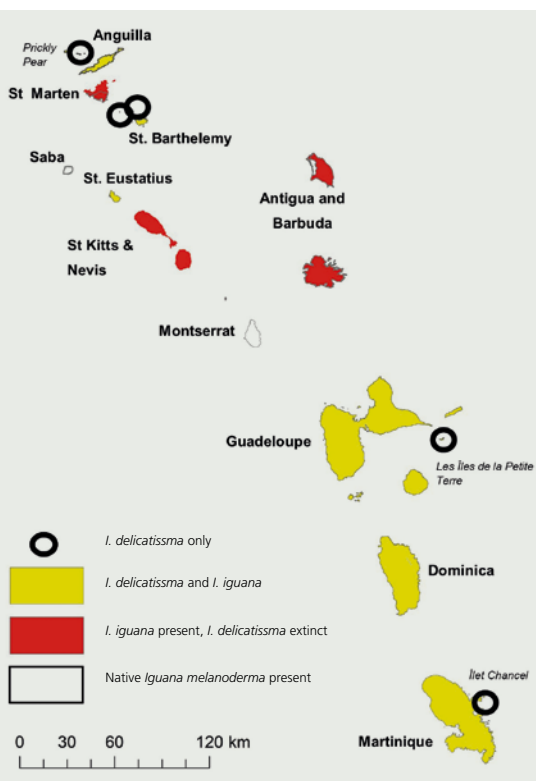 Anguilla
Prickly
Pear
St Marten
St. Barthelemy
Saba
St. Eustatius
Antigua and
Barbuda
St Kitts &
Nevis
Montserrat
Guadeloupe
Les Îles de la Petite
Terre
I. delicatissma only
I. delicatissma and I. iguana
Dominica
I. iguana present, I. delicatissma extinct
Native Iguana melanoderma present
Îlet Chancel
Martinique
0 30 60 120 km